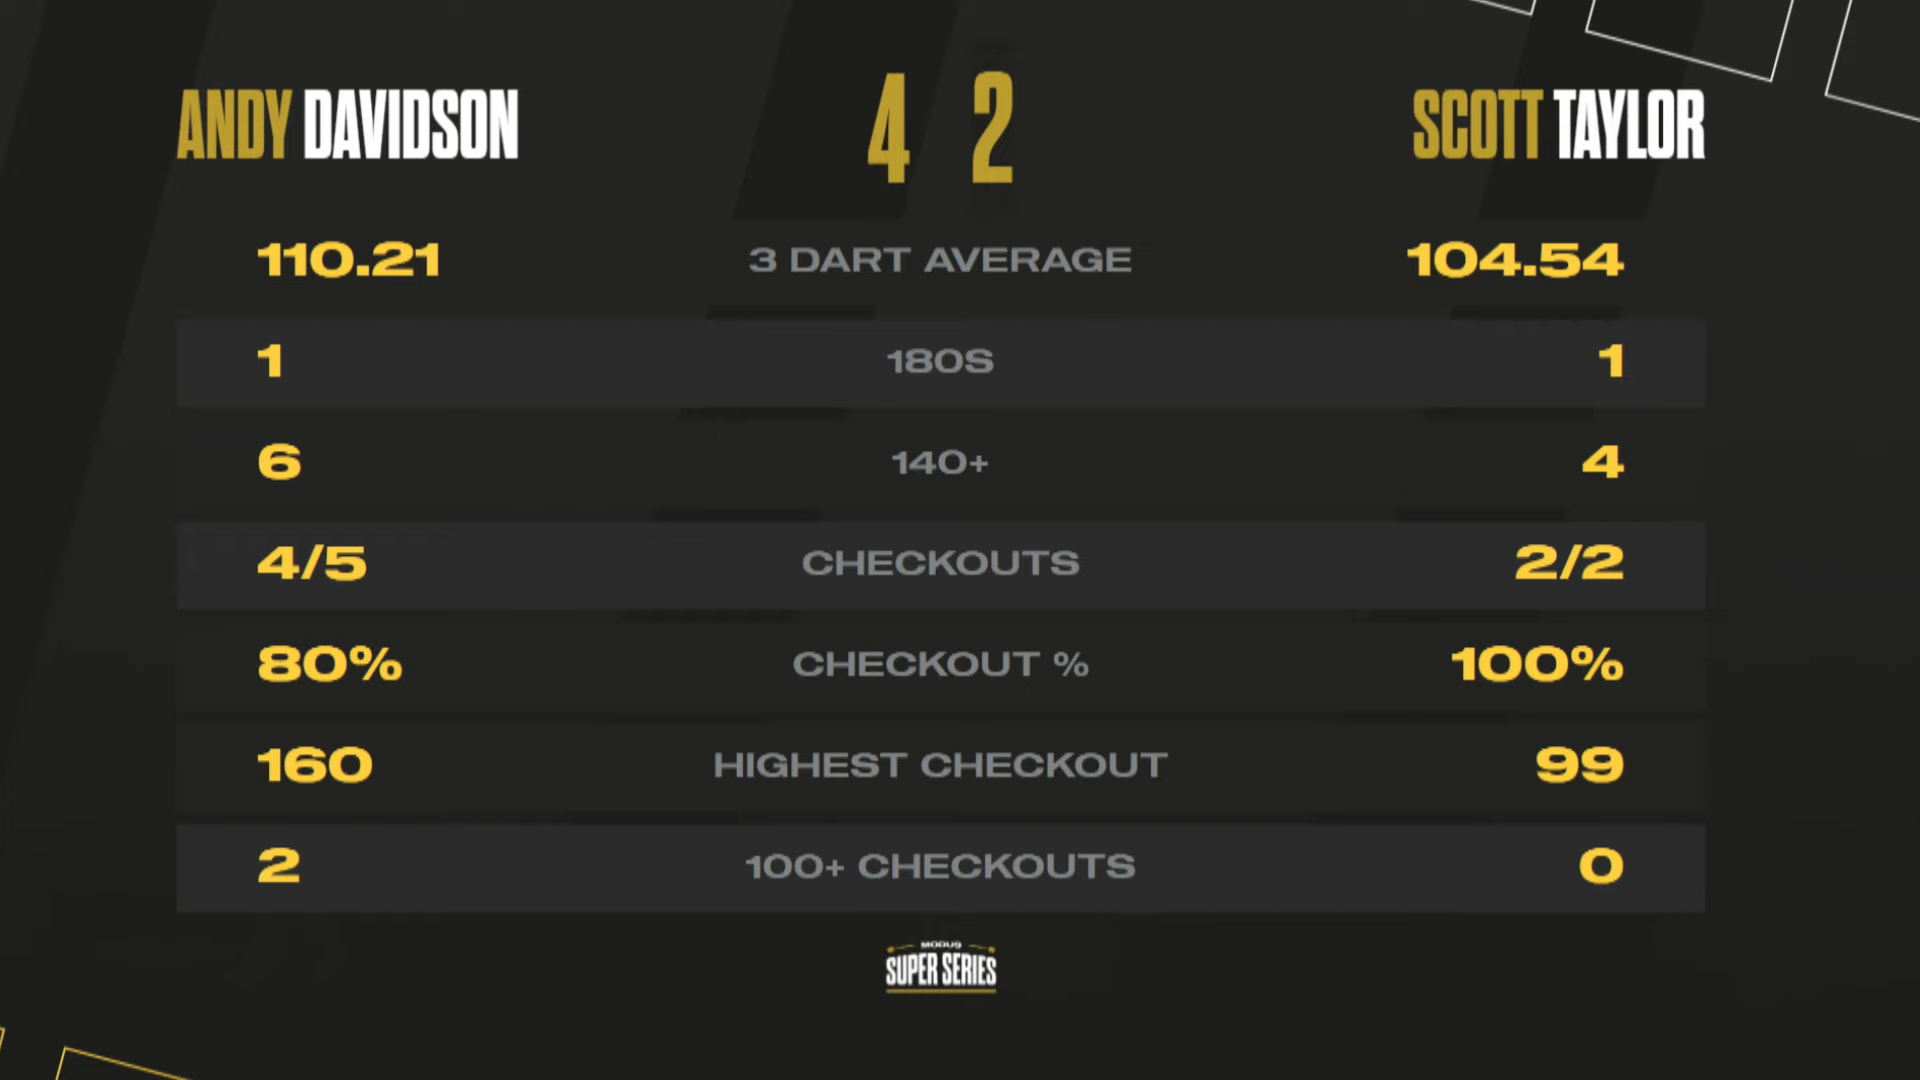 ANDY DAVIDSON 4 2 SCOTT TAYLOR
110.21 3 DART AVERAGE 104.54
1 180S 1
6 140+ 4
4/5 CHECKOUTS 2/2
80% CHECKOUT % 100%
160 HIGHEST CHECKOUT 99
2 100+ CHECKOUTS 0
MODUS
SUPER SERIES